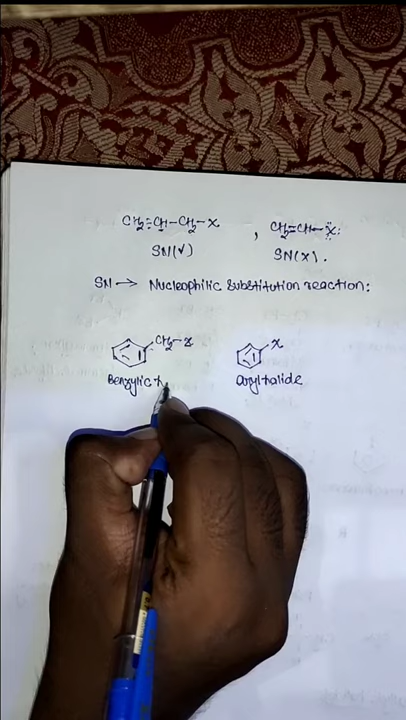 CH₂=CH-CH₂-X , CH₂=CH-Ẍ:
SN(✓) SN(X).
SN → Nucleophilic Substitution reaction:
CH₂-X X
Benzylic Arylhalide